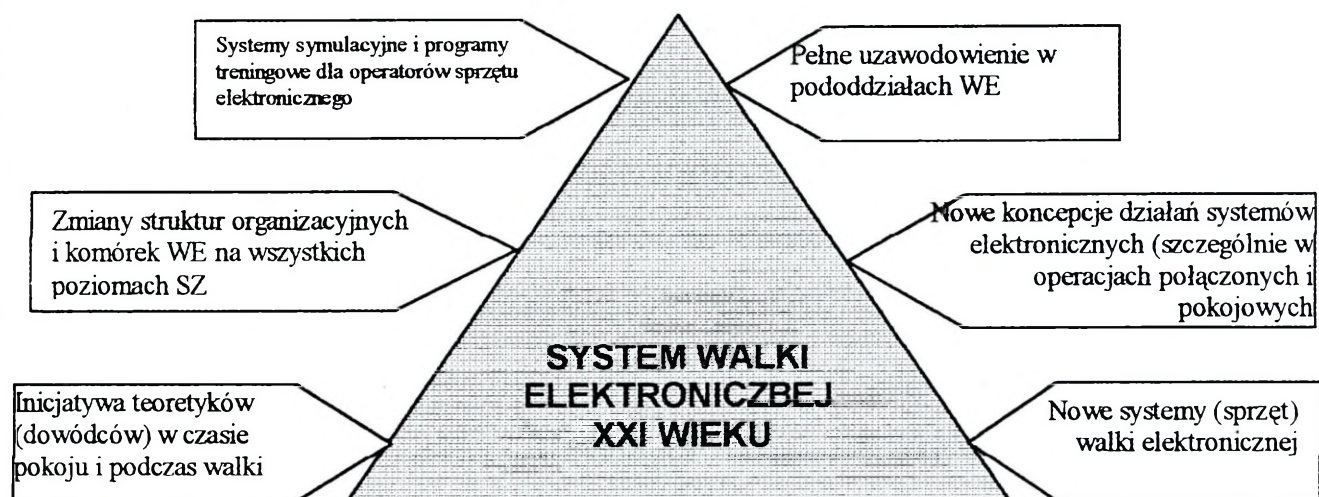 Systemy symulacyjne i programy
treningowe dla operatorów sprzętu
elektronicznego
Pełne uzawodowienie w
pododdziałach WE
Zmiany struktur organizacyjnych
i komórek WE na wszystkich
poziomach SZ
Nowe koncepcje działań systemów
elektronicznych (szczególnie w
operacjach połączonych i
pokojowych
SYSTEM WALKI
ELEKTRONICZBEJ
XXI WIEKU
Inicjatywa teoretyków
(dowódców) w czasie
pokoju i podczas walki
Nowe systemy (sprzęt)
walki elektronicznej